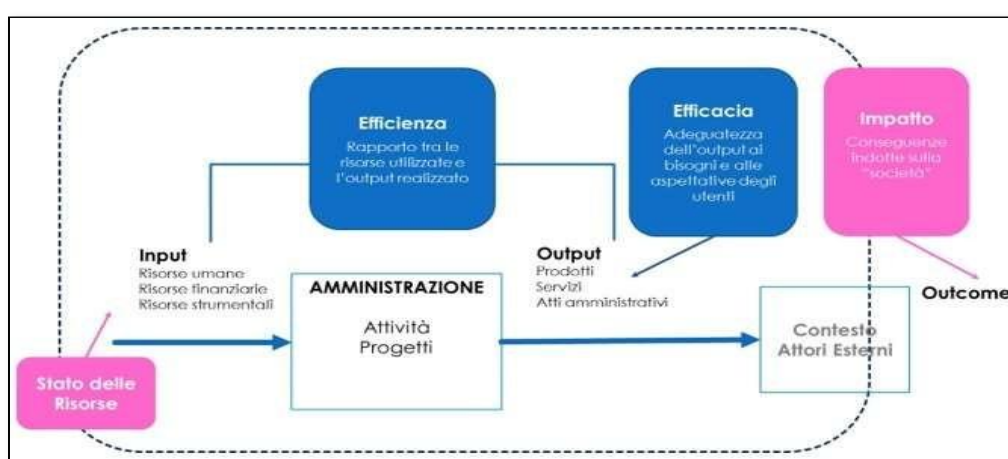 Efficienza
Rapporto tra le
risorse utilizzate e
l'output realizzato
Efficacia
Adeguatezza
dell'output ai
bisogni e alle
aspettative degli
utenti
Impatto
Conseguenze
indotte sulla
"società"
Input
Risorse umane
Risorse finanziarie
Risorse strumentali
AMMINISTRAZIONE
Attività
Progetti
Output
Prodotti
Servizi
Atti amministrativi
Outcome
Contesto
Attori Esterni
Stato delle
Risorse